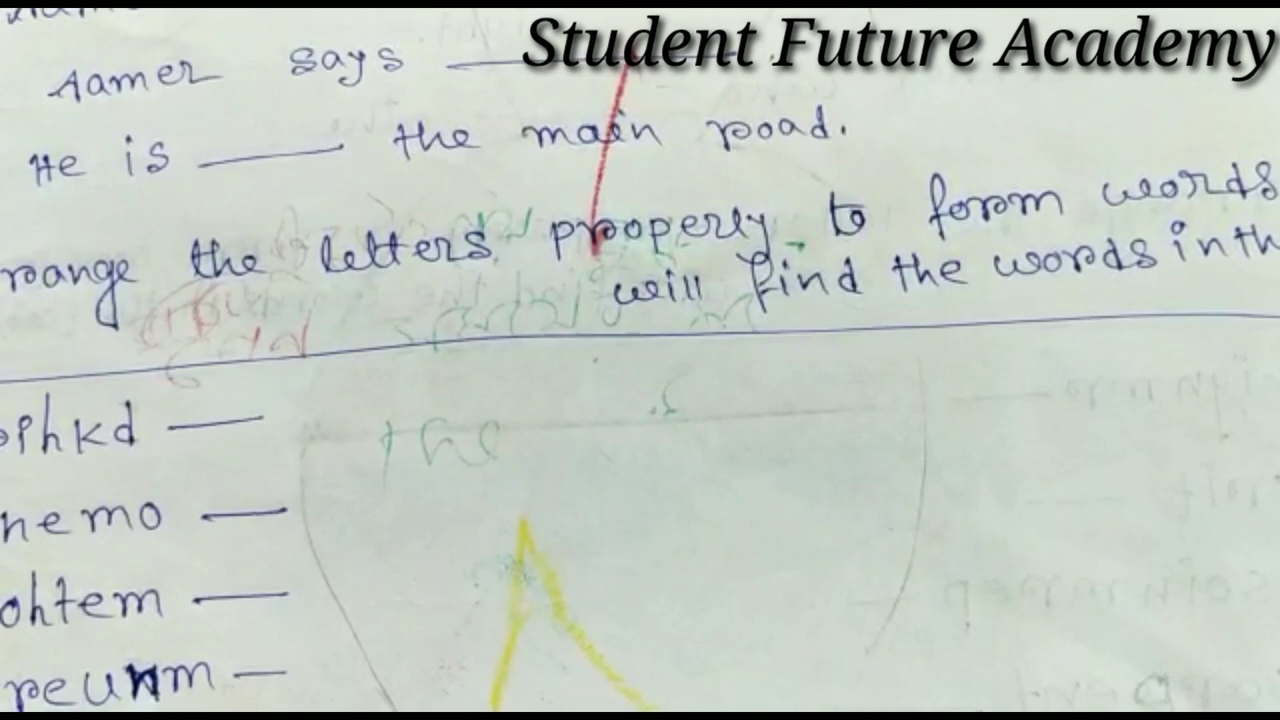 Student Future Academy
Aamer says
He is ___ the main road.
range the letters properly to form words
will find the words in th
phkd —
nemo —
ohtem —
reunm —